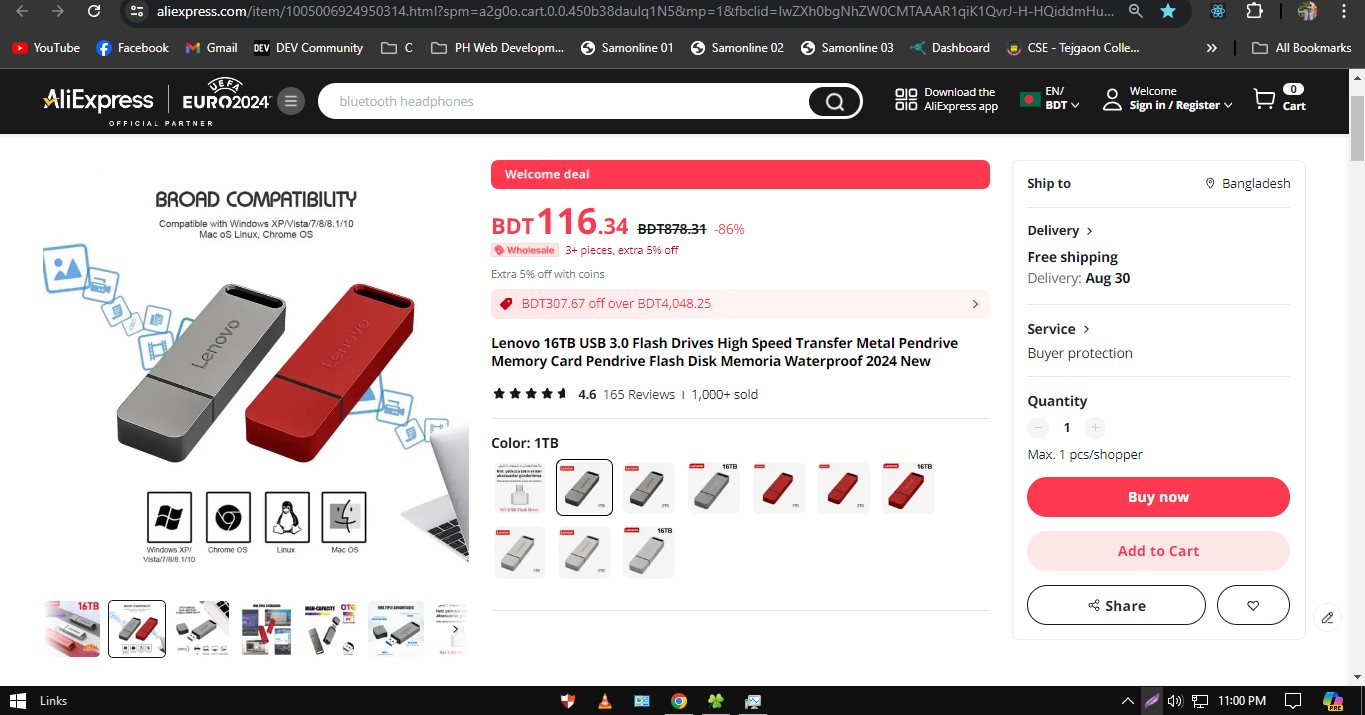 aliexpress.com/item/1005006924950314.html?spm=a2g0o.cart.0.0.450b38daulq1N5&mp=1&fbclid=IwZXh0bgNhZW0CMTAAAR1qiK1QvrJ-H-HQiddmHu...
YouTube
Facebook
Gmail
DEV DEV Community
C
PH Web Developm...
Samonline 01
Samonline 02
Samonline 03
Dashboard
CSE - Tejgaon Colle...
All Bookmarks
AliExpress
UEFA
EURO2024
OFFICIAL PARTNER
bluetooth headphones
Download the
AliExpress app
EN/
BDT
Welcome
Sign in / Register
0
Cart
BROAD COMPATIBILITY
Compatible with Windows XP/Vista/7/8/8.1/10
Mac oS Linux, Chrome OS
Lenovo
Lenovo
Windows XP/
Vista/7/8/8.1/10
Chrome OS
Linux
Mac OS
16TB
HIGH-CAPACITY
OTG
Welcome deal
BDT116.34 BDT878.31 -86%
Wholesale 3+ pieces, extra 5% off
Extra 5% off with coins
BDT307.67 off over BDT4,048.25
Lenovo 16TB USB 3.0 Flash Drives High Speed Transfer Metal Pendrive
Memory Card Pendrive Flash Disk Memoria Waterproof 2024 New
4.6 165 Reviews | 1,000+ sold
Color: 1TB
16TB
16TB
16TB
Ship to
Bangladesh
Delivery
Free shipping
Delivery: Aug 30
Service
Buyer protection
Quantity
1
Max. 1 pcs/shopper
Buy now
Add to Cart
Share
Links
11:00 PM
PRE